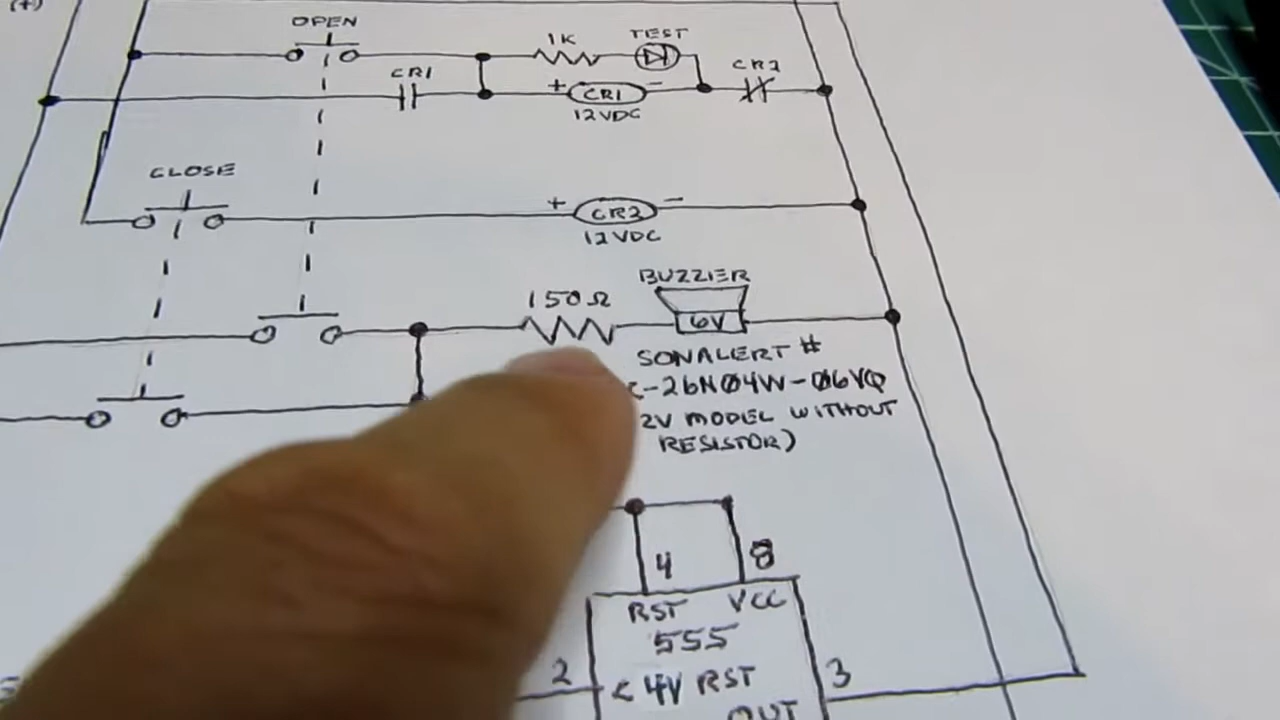 (+)
OPEN
1K
TEST
CR1
+
CR1
-
CR2
12VDC
CLOSE
+
CR2
-
12VDC
BUZZIER
150Ω
6V
SONALERT #
-26N04W-06VQ
2V MODEL WITHOUT
RESISTOR)
4
8
RST
VCC
555
2
< 4V RST
3
OUT